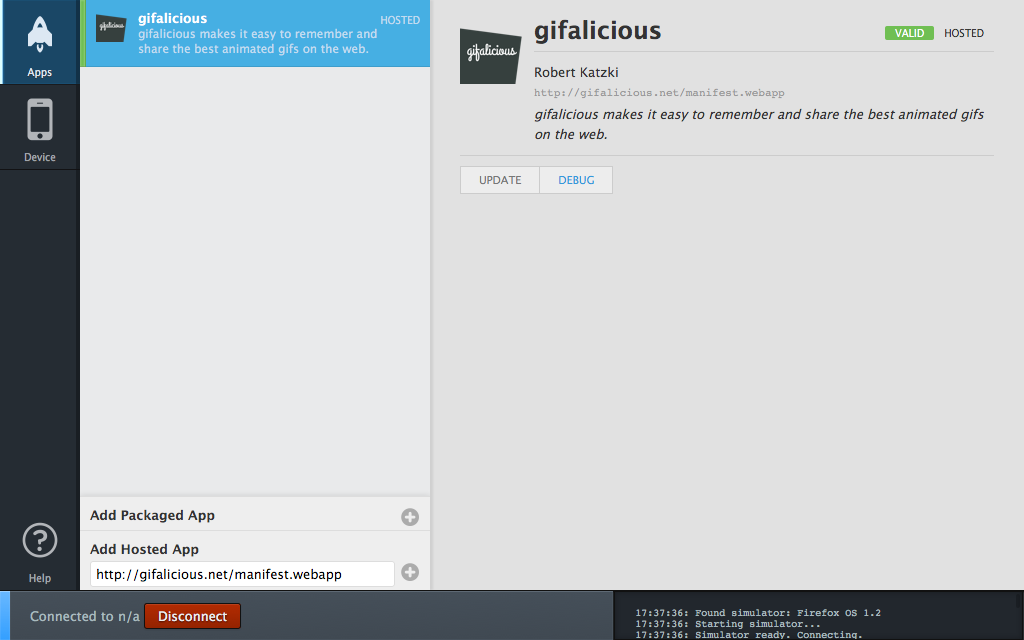 Apps
Device
Help
gifalicious
gifalicious
HOSTED
gifalicious makes it easy to remember and
share the best animated gifs on the web.
Add Packaged App
Add Hosted App
http://gifalicious.net/manifest.webapp
gifalicious
gifalicious
VALID
HOSTED
Robert Katzki
http://gifalicious.net/manifest.webapp
gifalicious makes it easy to remember and share the best animated gifs
on the web.
UPDATE
DEBUG
Connected to n/a
Disconnect
17:37:36: Found simulator: Firefox OS 1.2
17:37:36: Starting simulator...
17:37:36: Simulator ready. Connecting.